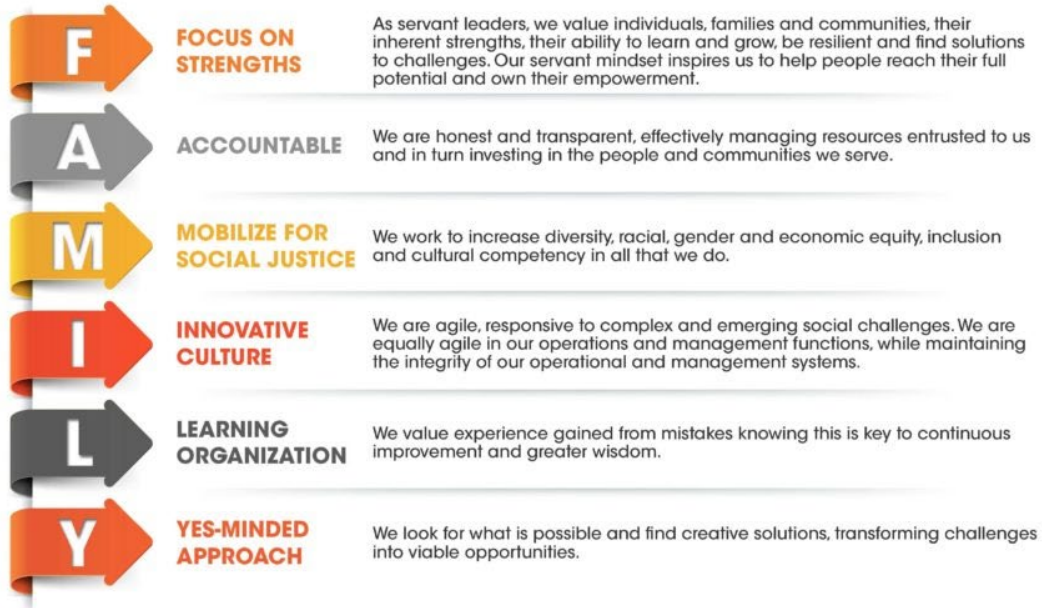 F
FOCUS ON
STRENGTHS
As servant leaders, we value individuals, families and communities, their
inherent strengths, their ability to learn and grow, be resilient and find solutions
to challenges. Our servant mindset inspires us to help people reach their full
potential and own their empowerment.
A
ACCOUNTABLE
We are honest and transparent, effectively managing resources entrusted to us
and in turn investing in the people and communities we serve.
M
MOBILIZE FOR
SOCIAL JUSTICE
We work to increase diversity, racial, gender and economic equity, inclusion
and cultural competency in all that we do.
I
INNOVATIVE
CULTURE
We are agile, responsive to complex and emerging social challenges. We are
equally agile in our operations and management functions, while maintaining
the integrity of our operational and management systems.
L
LEARNING
ORGANIZATION
We value experience gained from mistakes knowing this is key to continuous
improvement and greater wisdom.
Y
YES-MINDED
APPROACH
We look for what is possible and find creative solutions, transforming challenges
into viable opportunities.